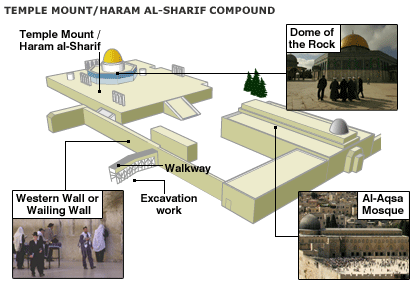 TEMPLE MOUNT/HARAM AL-SHARIF COMPOUND
Temple Mount /
Haram al-Sharif
Dome of
the Rock
Walkway
Western Wall or
Wailing Wall
Excavation
work
Al-Aqsa
Mosque